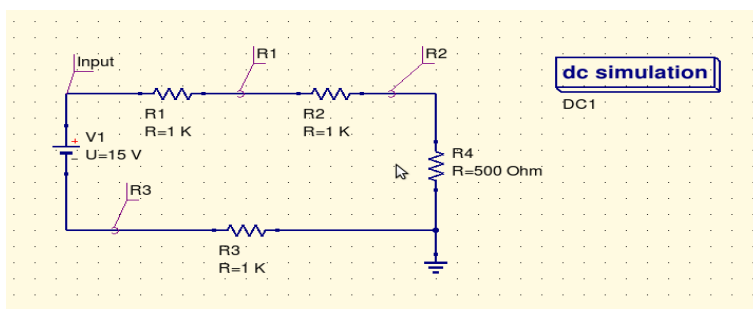 Input
R1
R2
dc simulation
DC1
R1
R=1 K
R2
R=1 K
V1
U=15 V
R4
R=500 Ohm
R3
R3
R=1 K